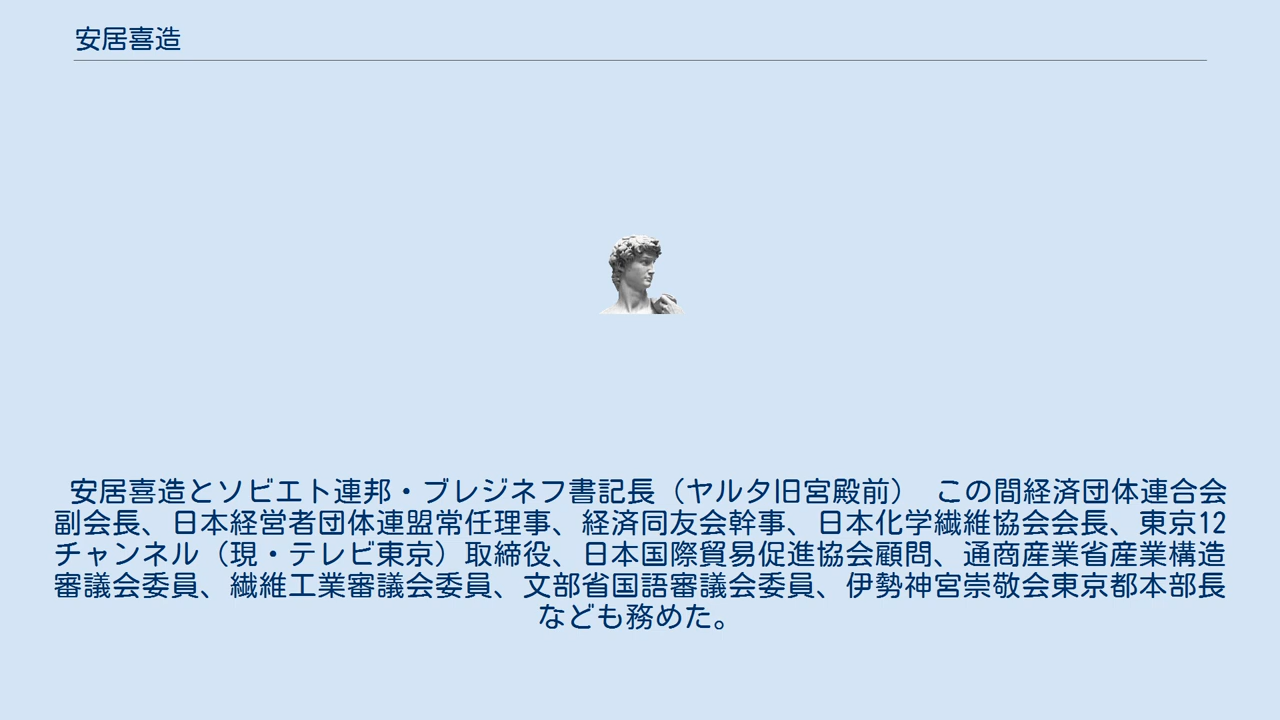 安居喜造
安居喜造とソビエト連邦・ブレジネフ書記長（ヤルタ旧宮殿前） この間経済団体連合会
副会長、日本経営者団体連盟常任理事、経済同友会幹事、日本化学繊維協会会長、東京12
チャンネル（現・テレビ東京）取締役、日本国際貿易促進協会顧問、通商産業省産業構造
審議会委員、繊維工業審議会委員、文部省国語審議会委員、伊勢神宮崇敬会東京都本部長
なども務めた。